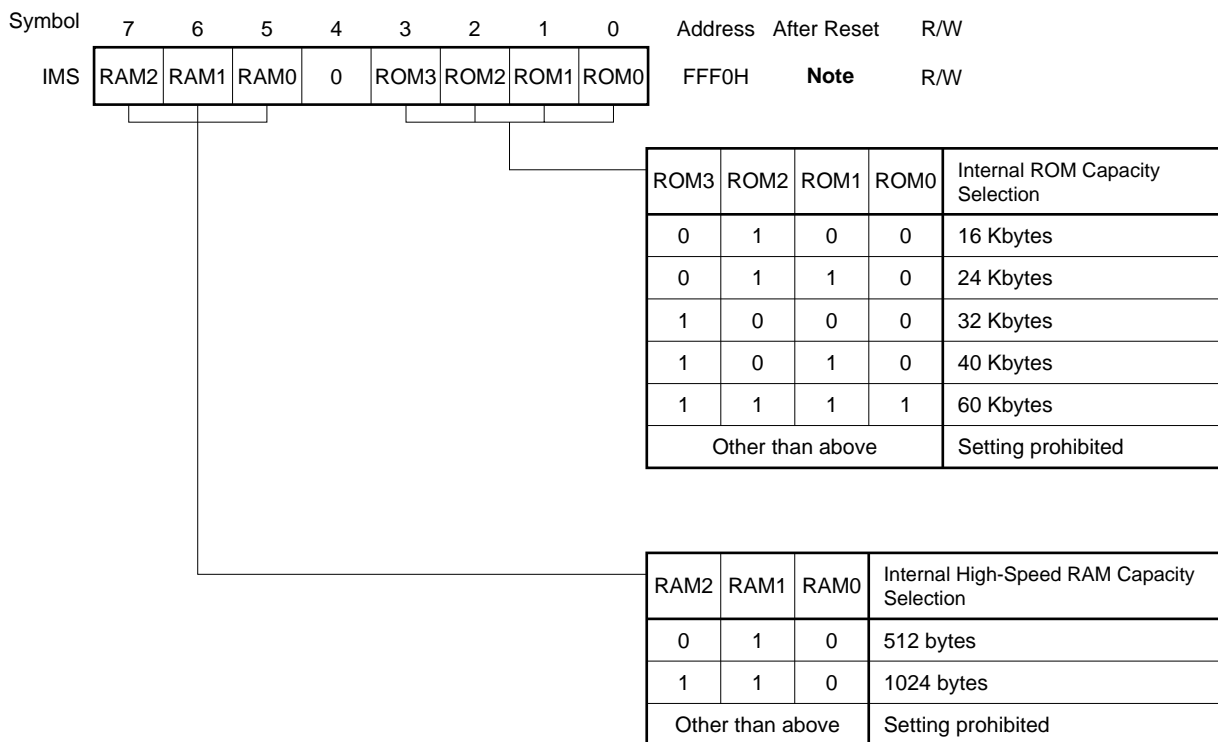 Symbol 7 6 5 4 3 2 1 0 Address After Reset R/W
IMS RAM2 RAM1 RAM0 0 ROM3 ROM2 ROM1 ROM0 FFF0H Note R/W
ROM3 ROM2 ROM1 ROM0 Internal ROM Capacity
Selection
0 1 0 0 16 Kbytes
0 1 1 0 24 Kbytes
1 0 0 0 32 Kbytes
1 0 1 0 40 Kbytes
1 1 1 1 60 Kbytes
Other than above Setting prohibited
RAM2 RAM1 RAM0 Internal High-Speed RAM Capacity
Selection
0 1 0 512 bytes
1 1 0 1024 bytes
Other than above Setting prohibited